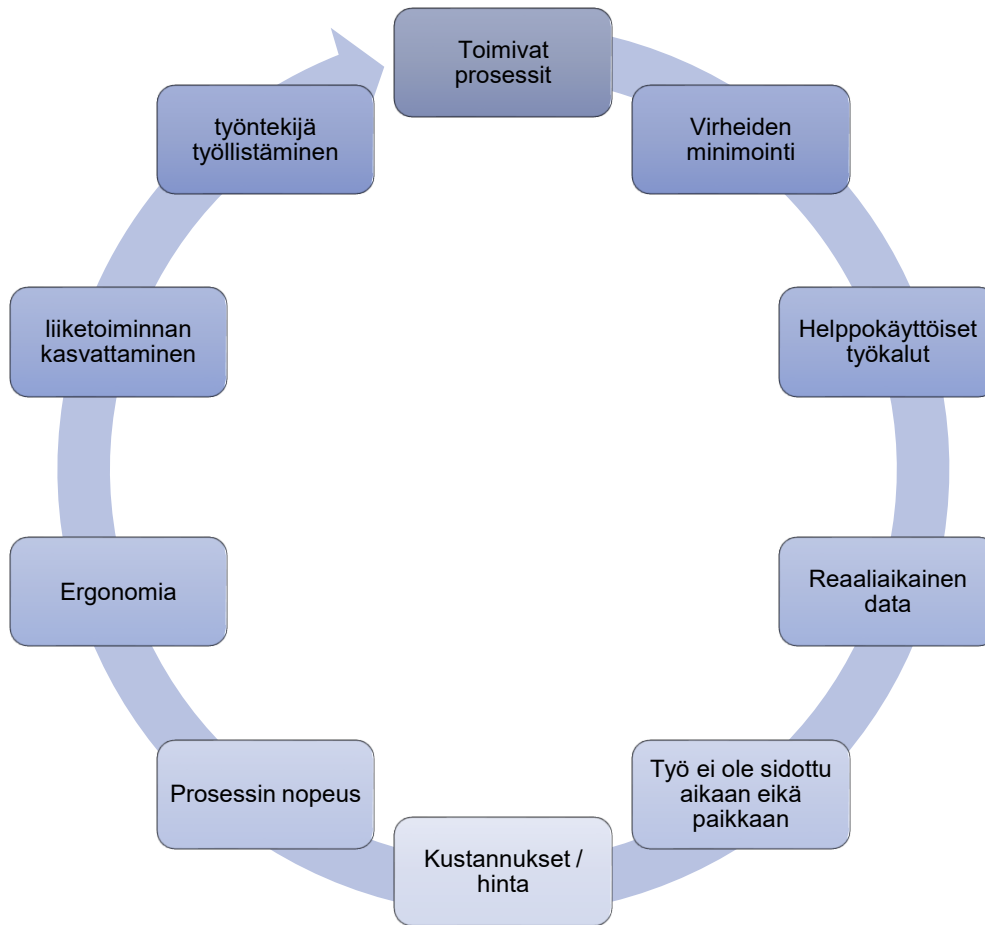 Toimivat
prosessit
Virheiden
minimointi
Helppokäyttöiset
työkalut
Reaaliaikainen
data
Työ ei ole sidottu
aikaan eikä
paikkaan
Kustannukset /
hinta
Prosessin nopeus
Ergonomia
liiketoiminnan
kasvattaminen
työntekijä
työllistäminen